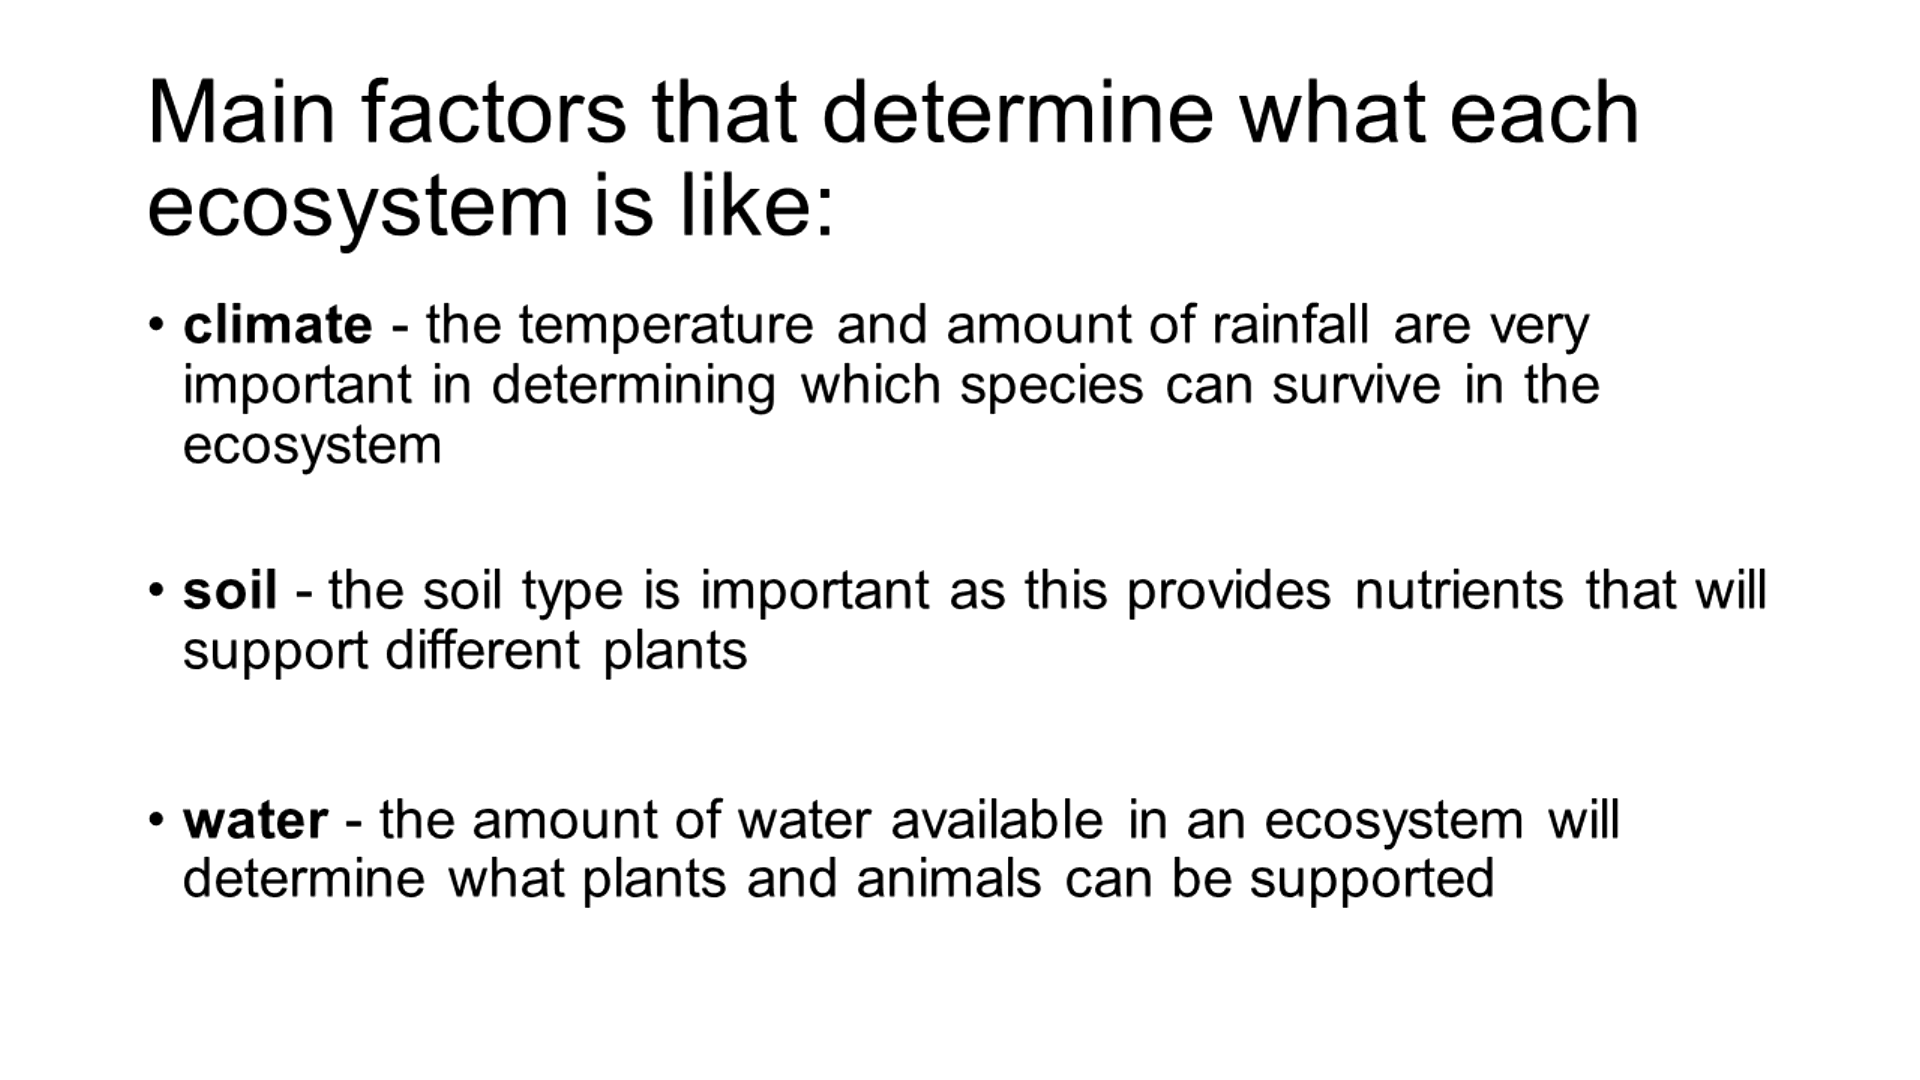 Main factors that determine what each
ecosystem is like:
• climate - the temperature and amount of rainfall are very
important in determining which species can survive in the
ecosystem
• soil - the soil type is important as this provides nutrients that will
support different plants
• water - the amount of water available in an ecosystem will
determine what plants and animals can be supported